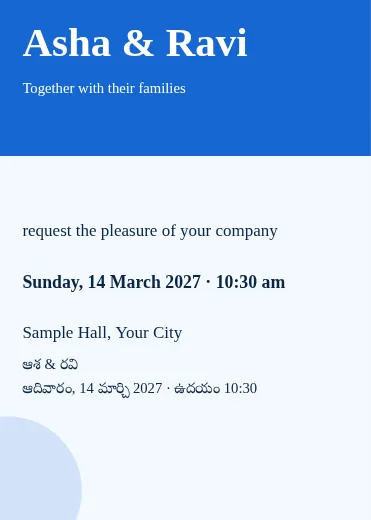 Asha & Ravi
Together with their families
request the pleasure of your company
Sunday, 14 March 2027 · 10:30 am
Sample Hall, Your City
ఆశ & రవి
ఆదివారం, 14 మార్చి 2027 · ఉదయం 10:30